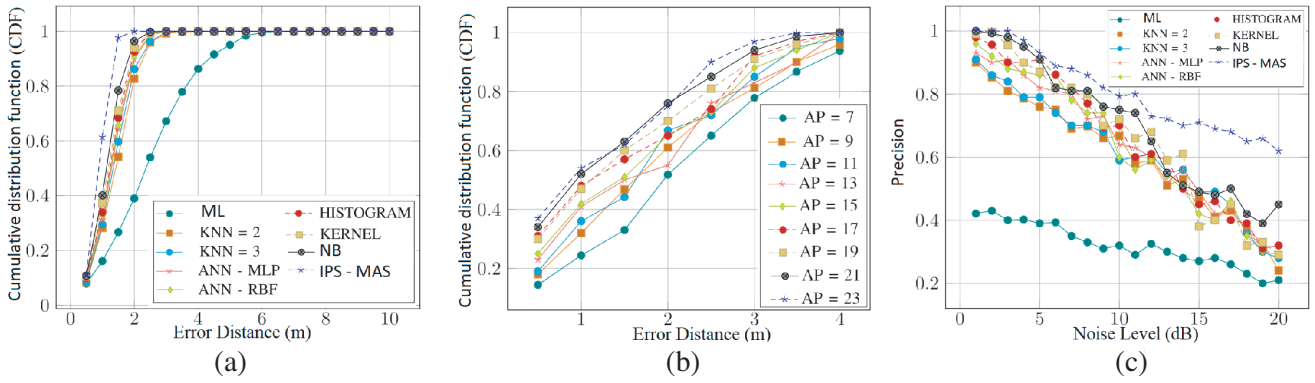 Cumulative distribution function (CDF)
1
0.8
0.6
0.4
0.2
0
0
2
4
6
8
10
Error Distance (m)
ML
KNN = 2
KNN = 3
ANN - MLP
ANN - RBF
HISTOGRAM
KERNEL
NB
IPS - MAS
(a)
Cumulative distribution function (CDF)
1
0.8
0.6
0.4
0.2
1
2
3
4
Error Distance (m)
AP = 7
AP = 9
AP = 11
AP = 13
AP = 15
AP = 17
AP = 19
AP = 21
AP = 23
(b)
Precision
1
0.8
0.6
0.4
0.2
0
5
10
15
20
Noise Level (dB)
ML
KNN = 2
KNN = 3
ANN - MLP
ANN - RBF
HISTOGRAM
KERNEL
NB
IPS - MAS
(c)